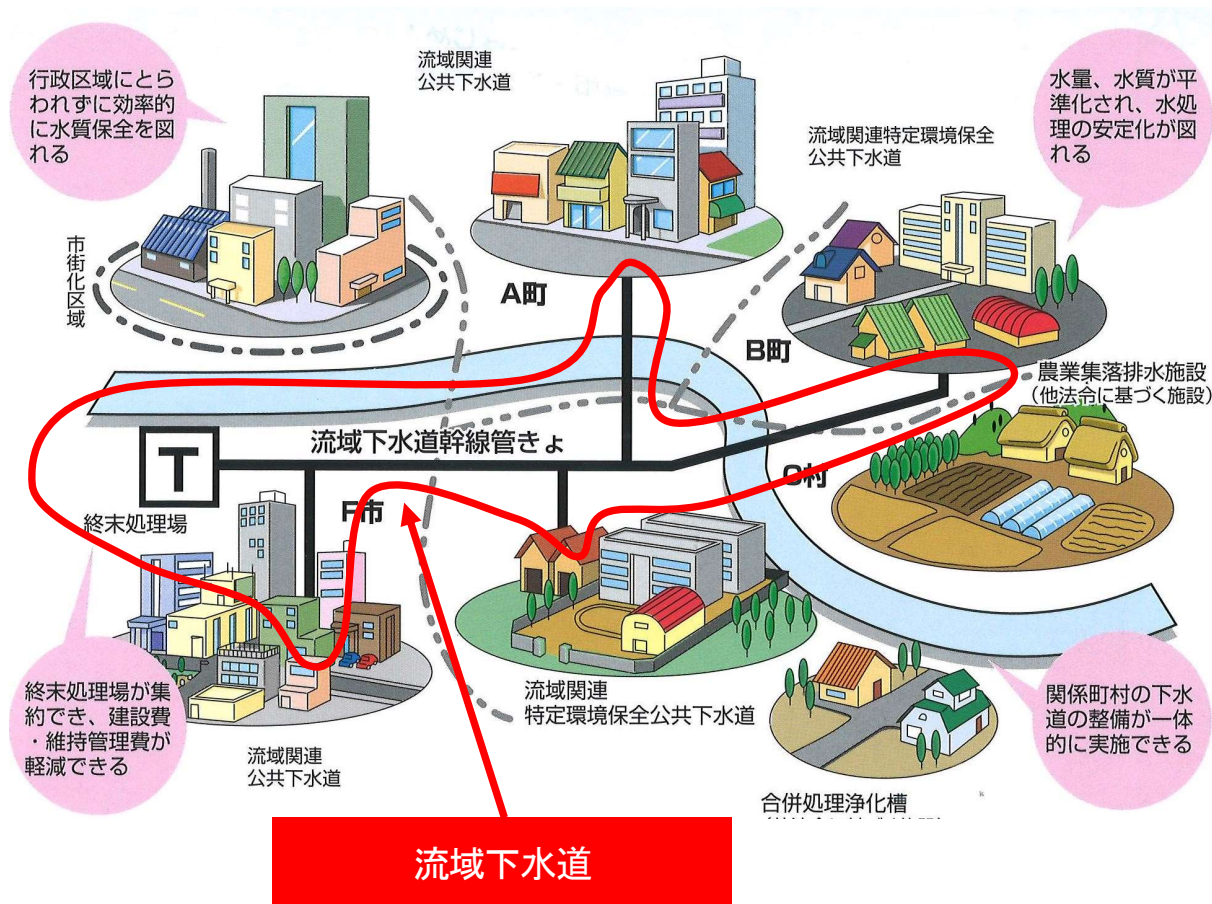 行政区域にとら
われずに効率的
に水質保全を図
れる
流域関連
公共下水道
水量、水質が平
準化され、水処
理の安定化が図
れる
流域関連特定環境保全
公共下水道
市街化区域
A町
B町
農業集落排水施設
(他法令に基づく施設)
流域下水道幹線管きょ
T
C村
終末処理場
F市
終末処理場が集
約でき、建設費
・維持管理費が
軽減できる
流域関連
公共下水道
流域関連
特定環境保全公共下水道
関係町村の下水
道の整備が一体
的に実施できる
合併処理浄化槽
流域下水道